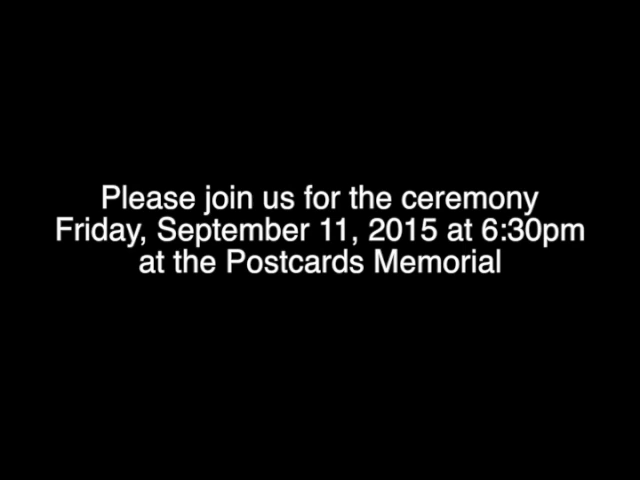 Please join us for the ceremony
Friday, September 11, 2015 at 6:30pm
at the Postcards Memorial